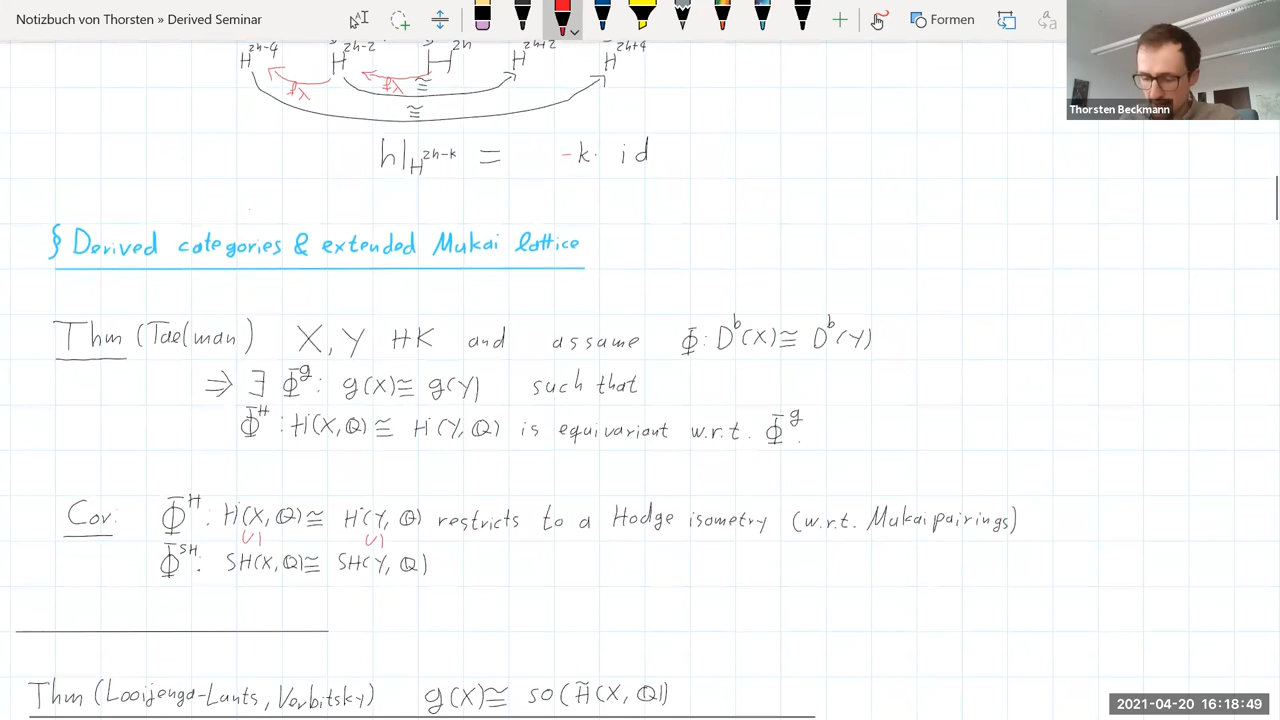 Notizbuch von Thorsten » Derived Seminar
Formen
Thorsten Beckmann
H^{2n-4} H^{2n-2} H^{2n} H^{2n+2} H^{2n+4}
f_λ f_λ ≅
≅
h|_{H^{2n-k}} = -k· id
§ Derived categories & extended Mukai lattice
Thm (Taelman) X, Y HK and assume Φ: D^b(X) ≅ D^b(Y)
⇒ ∃ Φ^g: g(X) ≅ g(Y) such that
Φ^H: H(X, Q) ≅ H(Y, Q) is equivariant w.r.t. Φ^g.
Cor: Φ^H: H(X, Q) ≅ H(Y, Q) restricts to a Hodge isometry (w.r.t. Mukai pairings)
∪| ∪|
Φ^{SH}: SH(X, Q) ≅ SH(Y, Q)
Thm (Looijenga-Lunts, Verbitsky) g(X) ≅ so(H̃(X, Q))
2021-04-20 16:18:49